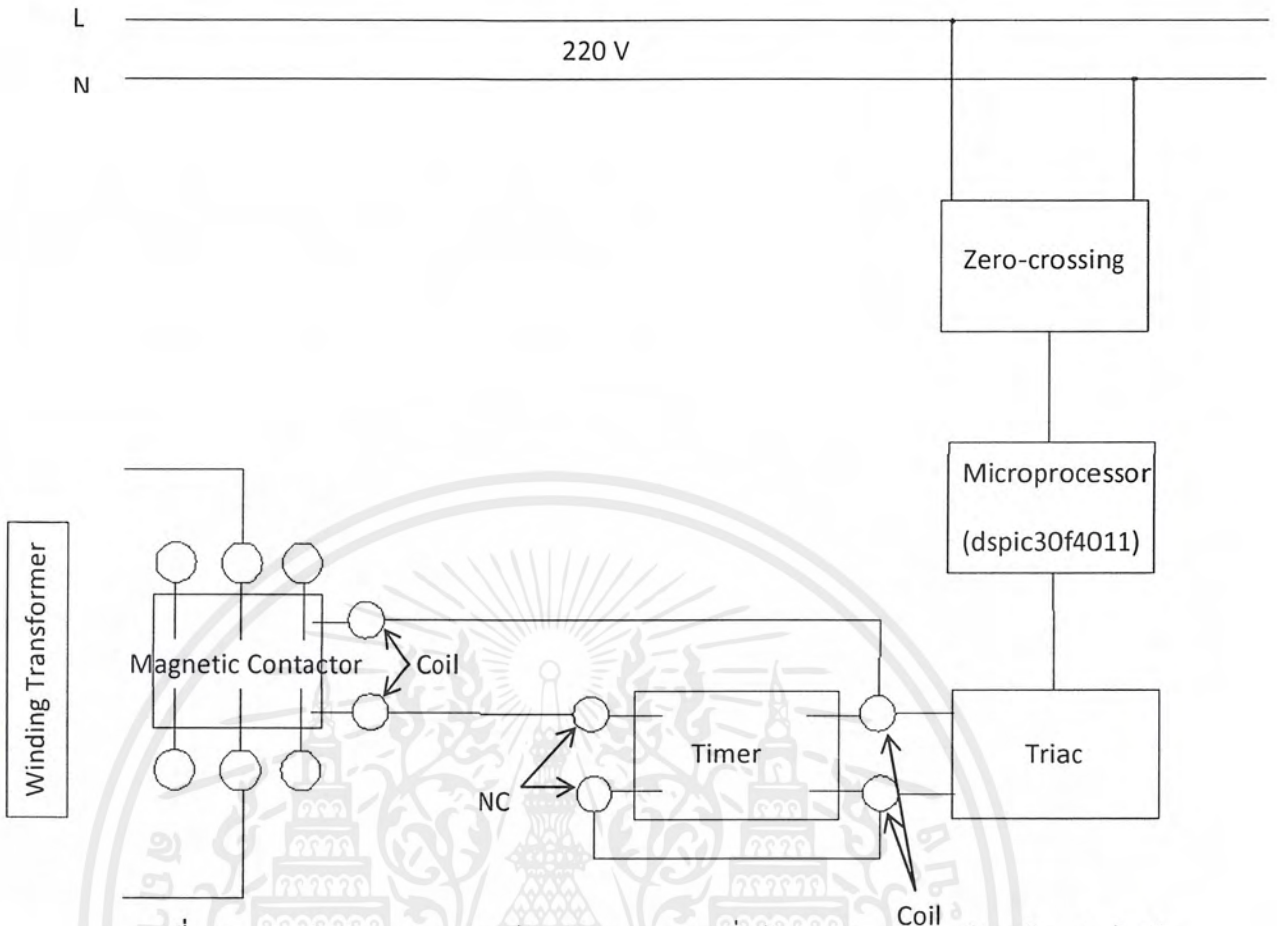 L
220 V
N
Zero-crossing
Microprocessor
(dspic30f4011)
Winding Transformer
Magnetic Contactor
Coil
Timer
Triac
NC
Coil